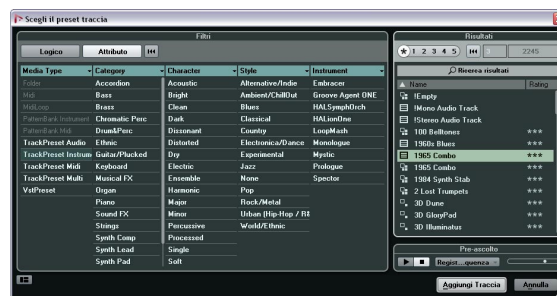 Scegli il preset traccia
Filtri
Logico Attributo
Media Type Category Character Style Instrument
Folder Accordion Acoustic Alternative/Indie Embracer
Midi Bass Bright Ambient/ChillOut Groove Agent ONE
MidiLoop Brass Clean Blues HALSymphOrch
PatternBank Instrument Chromatic Perc Dark Classical HALionOne
PatternBank Midi Drum&Perc Dissonant Country LoopMash
TrackPreset Audio Ethnic Distorted Electronica/Dance Monologue
TrackPreset Instrum Guitar/Plucked Dry Experimental Mystic
TrackPreset Midi Keyboard Electric Jazz Prologue
TrackPreset Multi Musical FX Ensemble None Spector
VstPreset Organ Harmonic Pop
Piano Major Rock/Metal
Sound FX Minor Urban (Hip-Hop / R&
Strings Percussive World/Ethnic
Synth Comp Processed
Synth Lead Single
Synth Pad Soft
Risultati
1 2 3 4 5 3 2245
Ricerca risultati
Name Rating
!Empty
!Mono Audio Track
!Stereo Audio Track
100 Belltones ***
1960s Blues ***
1965 Combo ***
1965 Combo ***
1984 Synth Stab ***
2 Lost Trumpets ***
3D Dune ***
3D GloryPad ***
3D Illuminatus ***
Pre-ascolto
Regist...quenza
Aggiungi Traccia Annulla